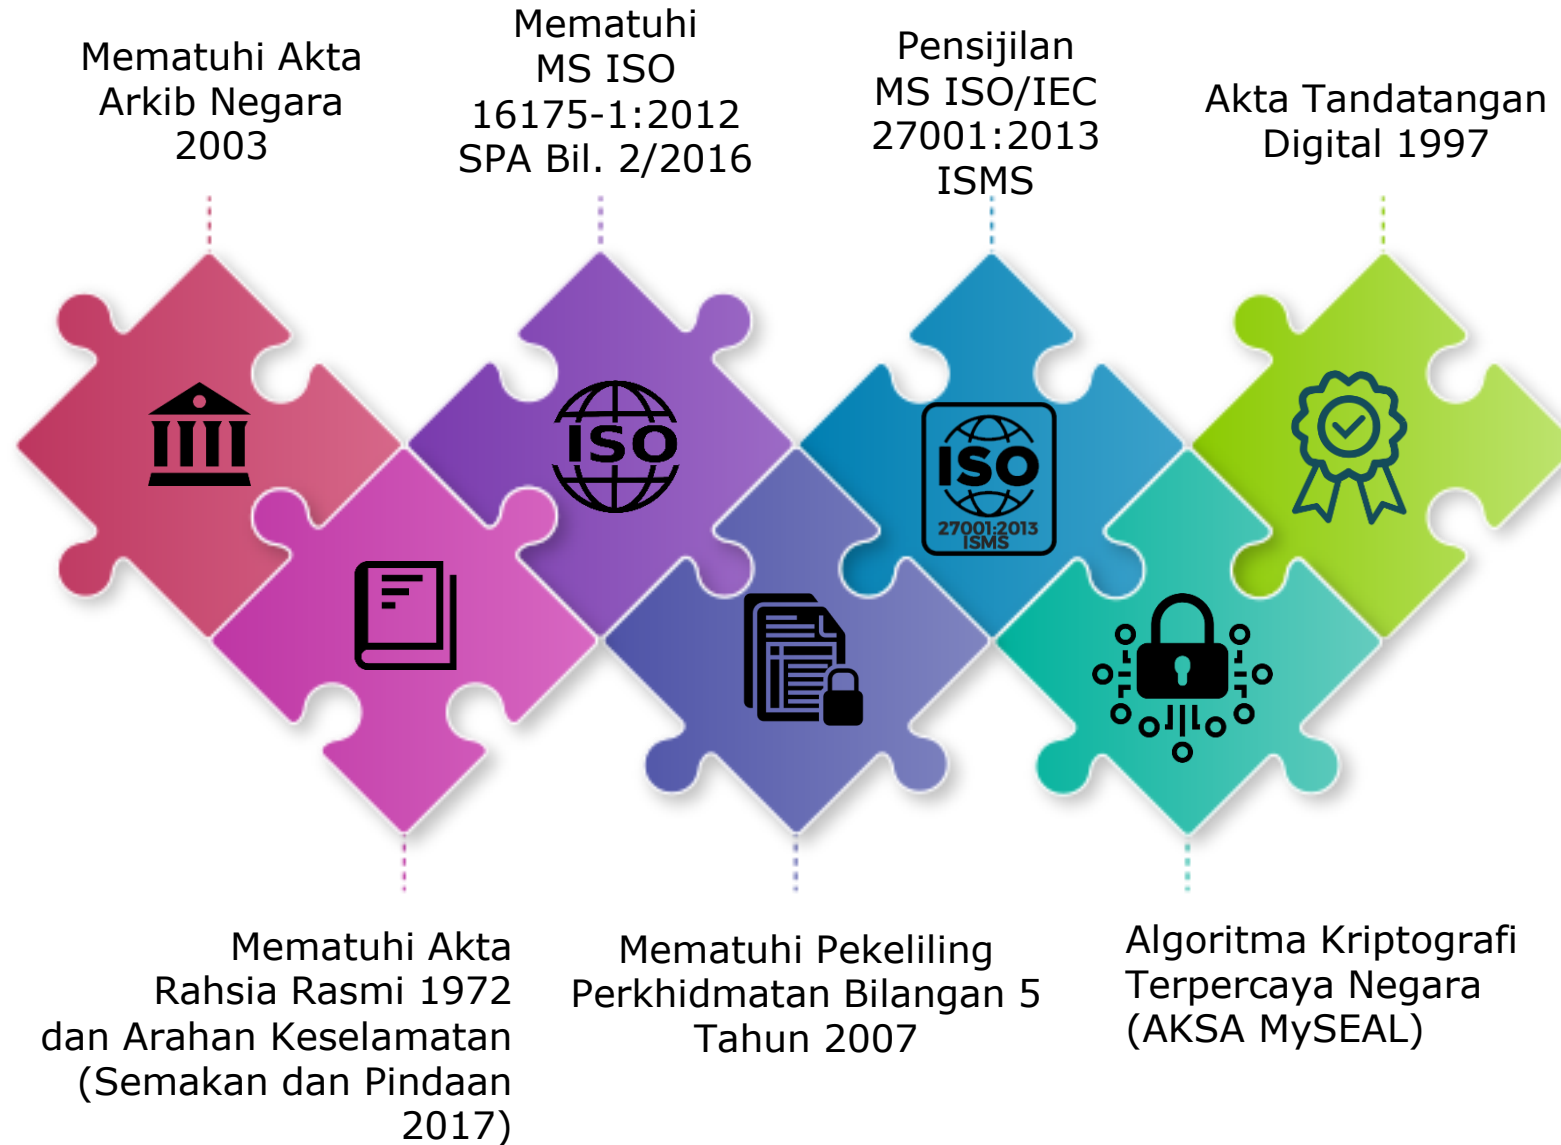 Mematuhi Akta
Arkib Negara
2003
Mematuhi
MS ISO
16175-1:2012
SPA Bil. 2/2016
Pensijilan
MS ISO/IEC
27001:2013
ISMS
Akta Tandatangan
Digital 1997
ISO
ISO
27001:2013
ISMS
Mematuhi Akta
Rahsia Rasmi 1972
dan Arahan Keselamatan
(Semakan dan Pindaan
2017)
Mematuhi Pekeliling
Perkhidmatan Bilangan 5
Tahun 2007
Algoritma Kriptografi
Terpercaya Negara
(AKSA MySEAL)